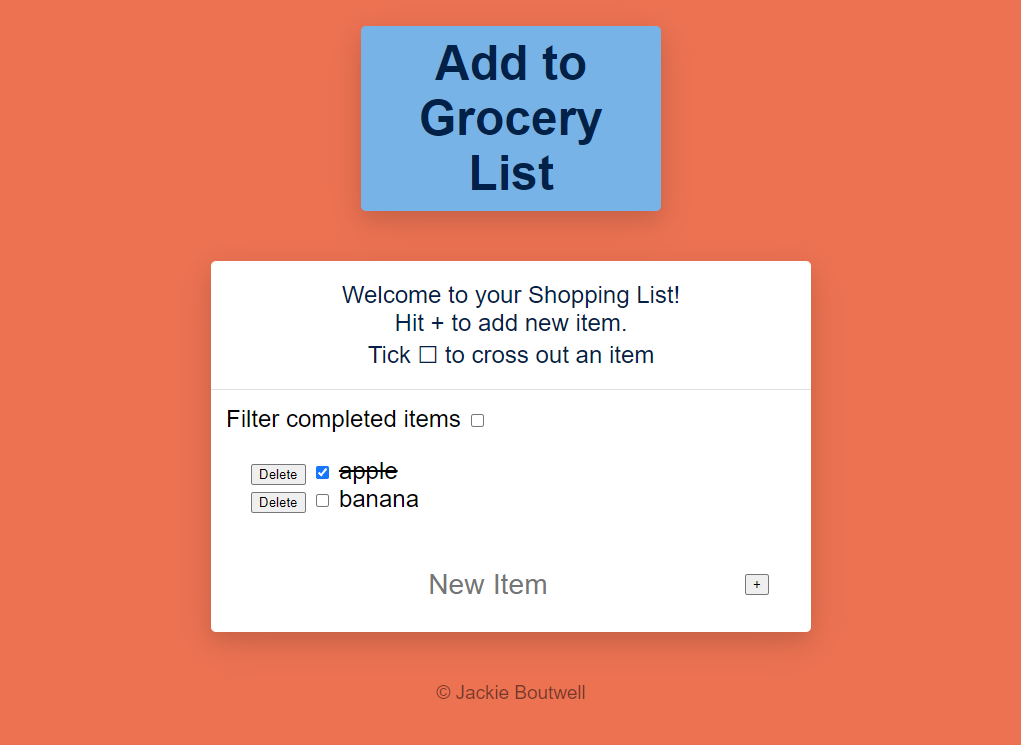 Add to
Grocery
List
Welcome to your Shopping List!
Hit + to add new item.
Tick ☐ to cross out an item
Filter completed items
Delete apple
Delete banana
New Item +
© Jackie Boutwell